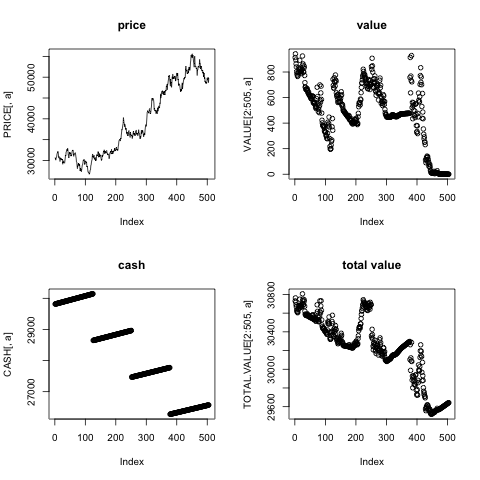 price
PRICE[, a]
30000 40000 50000
0 100 200 300 400 500
Index
value
VALUE[2:505, a]
0 200 400 600 800
0 100 200 300 400 500
Index
cash
CASH[, a]
27000 29000
0 100 200 300 400 500
Index
total value
TOTAL.VALUE[2:505, a]
29600 30000 30400 30800
0 100 200 300 400 500
Index